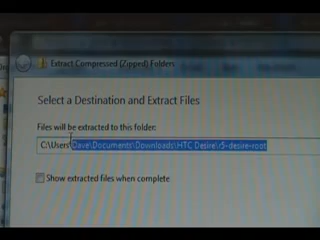 Extract Compressed (Zipped) Folders
Select a Destination and Extract Files
Files will be extracted to this folder:
C:\Users\Dave\Documents\Downloads\HTC Desire\r5-desire-root
Show extracted files when complete